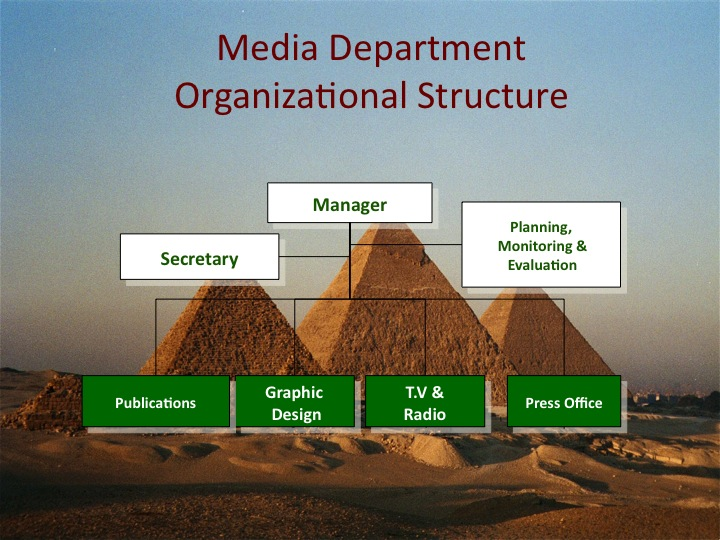 Media Department
Organizational Structure
Manager
Planning,
Monitoring &
Evaluation
Secretary
Publications
Graphic
Design
T.V &
Radio
Press Office